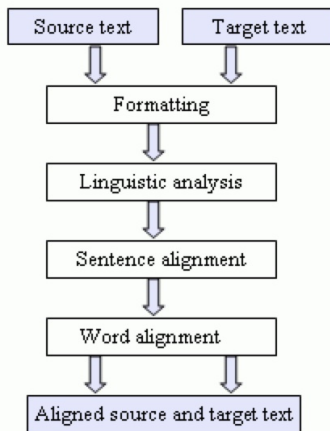 Source text
Target text
Formatting
Linguistic analysis
Sentence alignment
Word alignment
Aligned source and target text